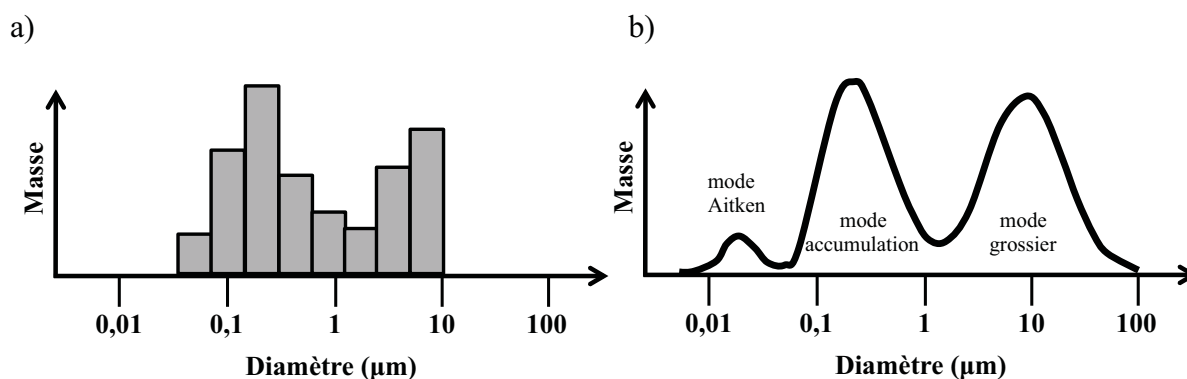 a)
Masse
0,01 0,1 1 10 100
Diamètre (μm)
b)
Masse
mode
Aitken
mode
accumulation
mode
grossier
0,01 0,1 1 10 100
Diamètre (μm)